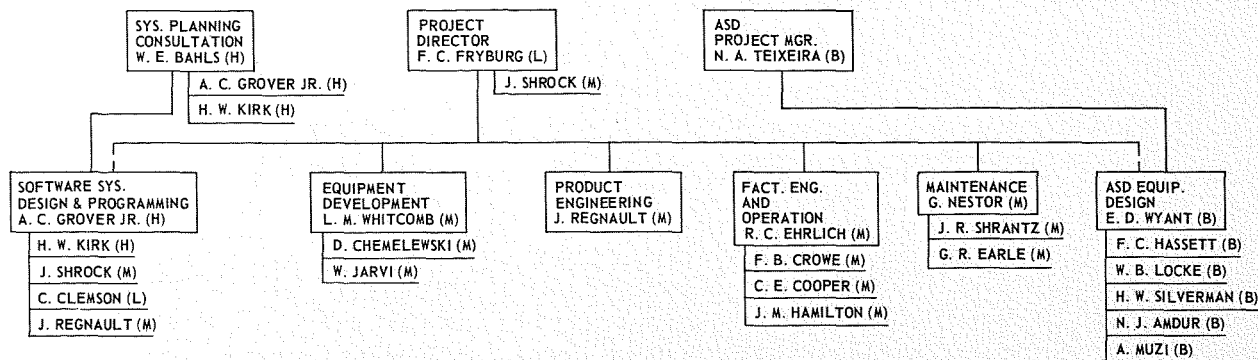 SYS. PLANNING
CONSULTATION
W. E. BAHLS (H)
A. C. GROVER JR. (H)
H. W. KIRK (H)
PROJECT
DIRECTOR
F. C. FRYBURG (L)
J. SHROCK (M)
ASD
PROJECT MGR.
N. A. TEIXEIRA (B)
SOFTWARE SYS.
DESIGN & PROGRAMMING
A. C. GROVER JR. (H)
H. W. KIRK (H)
J. SHROCK (M)
C. CLEMSON (L)
J. REGNAULT (M)
EQUIPMENT
DEVELOPMENT
L. M. WHITCOMB (M)
D. CHEMELEWSKI (M)
W. JARVI (M)
PRODUCT
ENGINEERING
J. REGNAULT (M)
FACT. ENG.
AND
OPERATION
R. C. EHRLICH (M)
F. B. CROWE (M)
C. E. COOPER (M)
J. M. HAMILTON (M)
MAINTENANCE
G. NESTOR (M)
J. R. SHRANTZ (M)
G. R. EARLE (M)
ASD EQUIP.
DESIGN
E. D. WYANT (B)
F. C. HASSETT (B)
W. B. LOCKE (B)
H. W. SILVERMAN (B)
N. J. AMDUR (B)
A. MUZI (B)